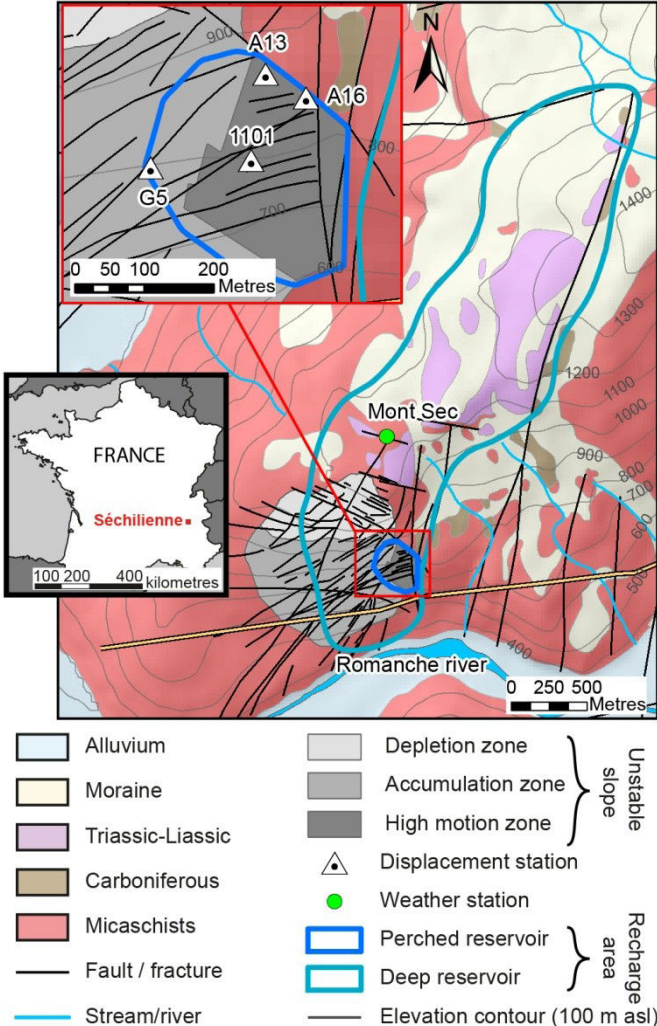 N
900
A13
A16
1101
800
G5
700
600
0 50 100 200
Metres
1400
1300
1200
1100
1000
Mont Sec
900
800
700
600
500
400
Romanche river
0 250 500
Metres
FRANCE
Séchilienne
100 200 400
kilometres
Alluvium
Moraine
Triassic-Liassic
Carboniferous
Micaschists
Fault / fracture
Stream/river
Depletion zone
Accumulation zone
High motion zone
Unstable
slope
Displacement station
Weather station
Perched reservoir
Deep reservoir
Recharge
area
Elevation contour (100 m asl)